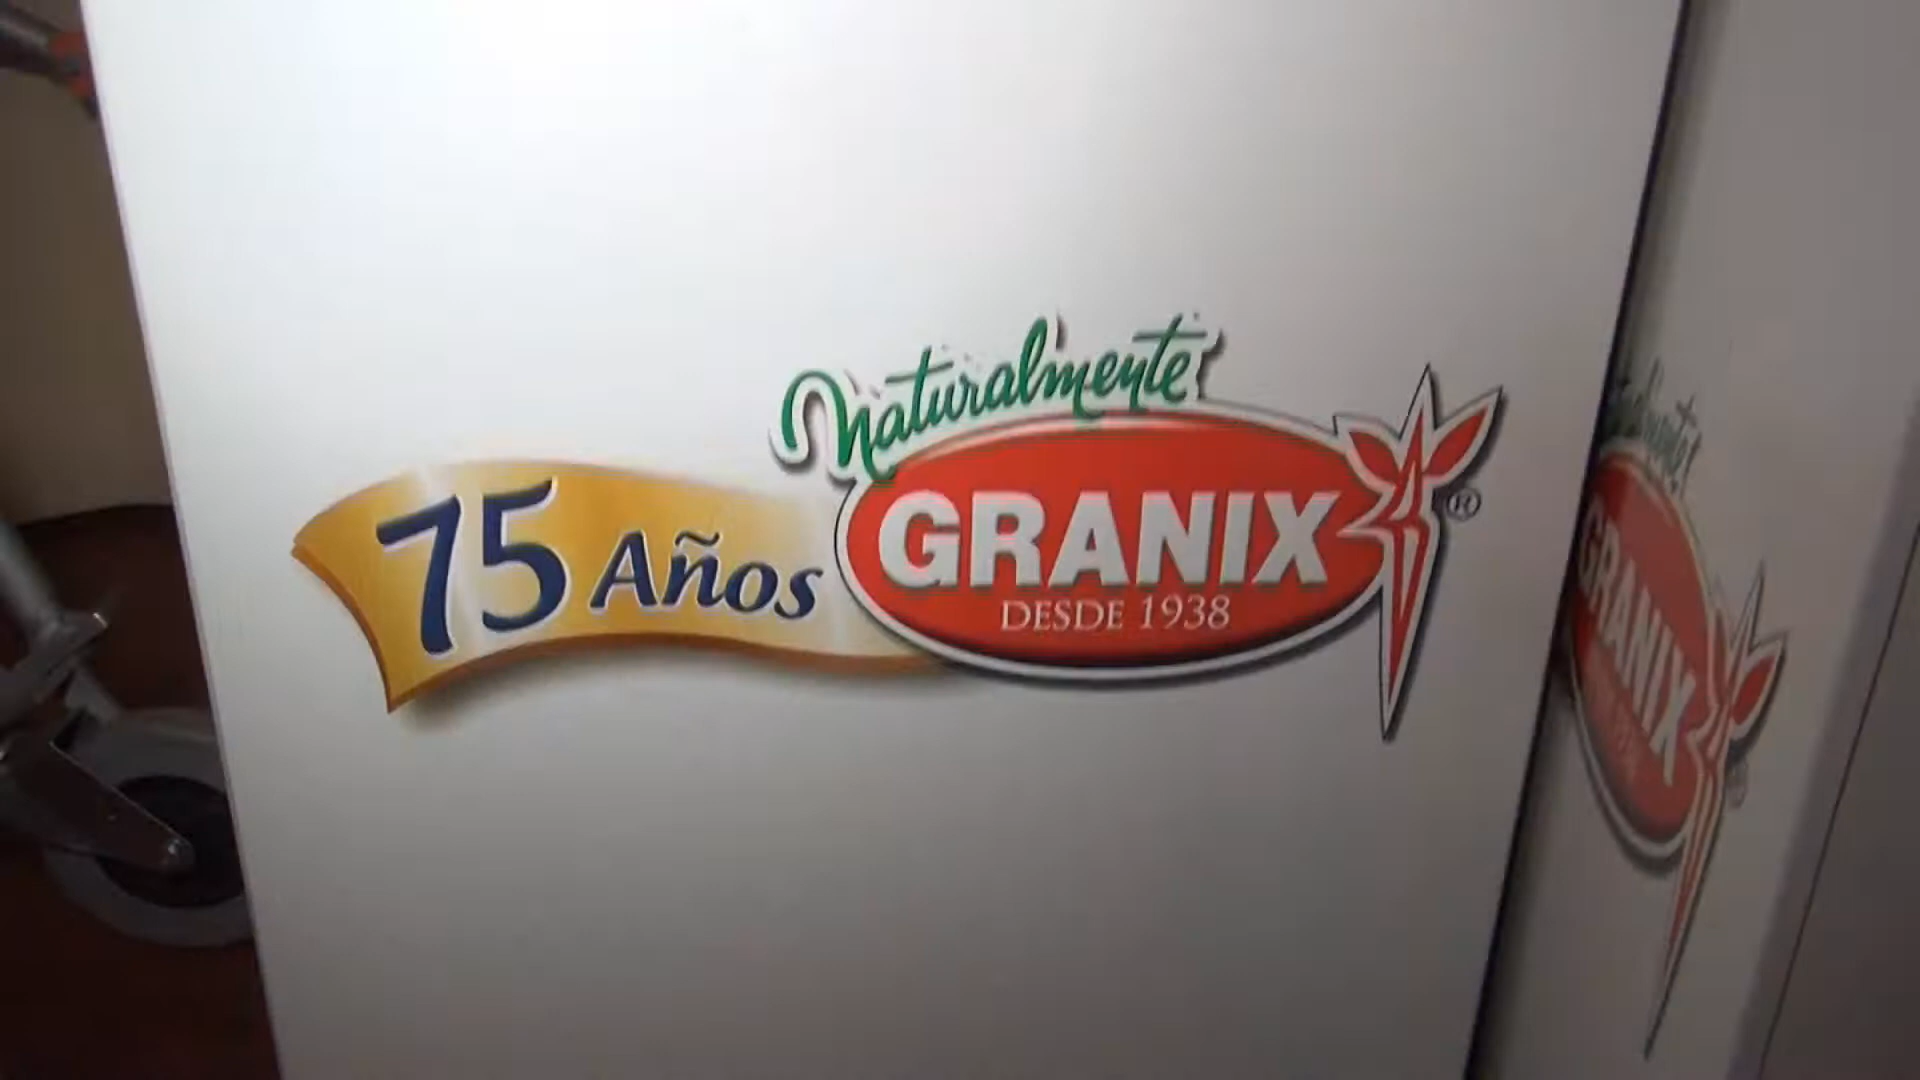 Naturalmente
75 Años
GRANIX
®
DESDE 1938
GRANIX